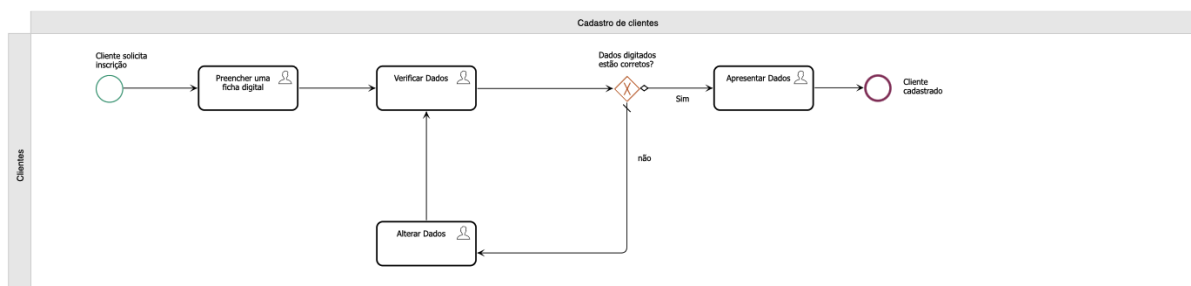 Cadastro de clientes
Clientes
Cliente solicita
inscrição
Preencher uma
ficha digital
Verificar Dados
Dados digitados
estão corretos?
Sim
não
Apresentar Dados
Cliente
cadastrado
Alterar Dados